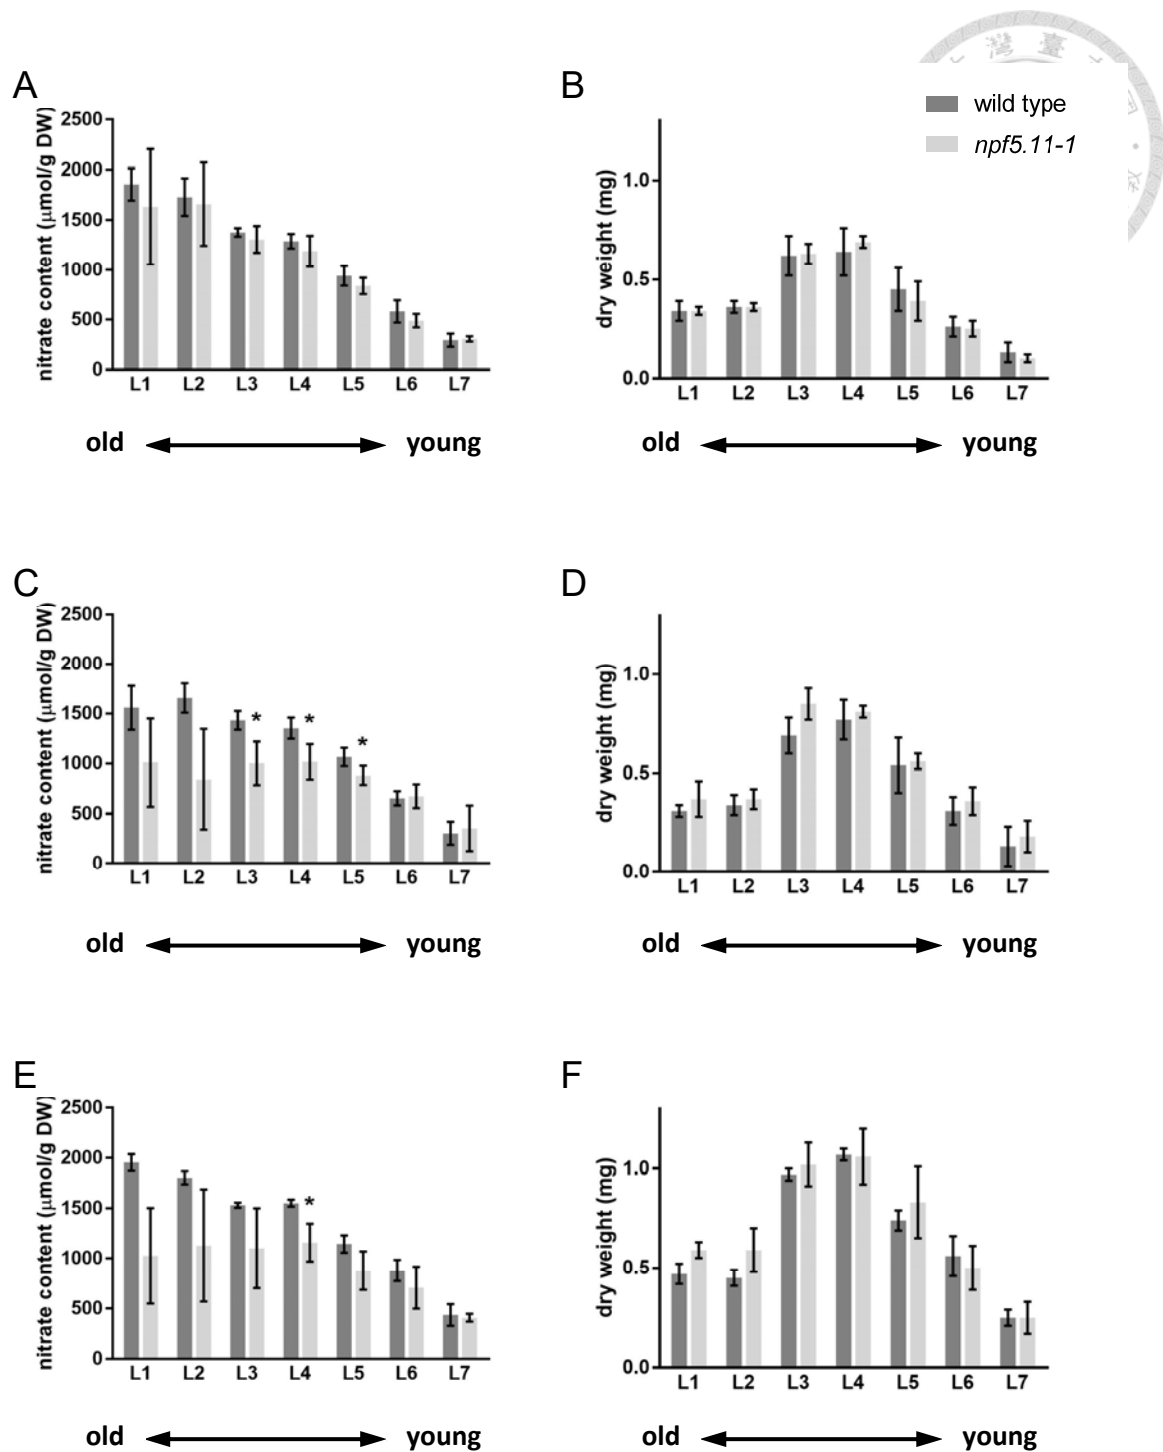 灣 臺
A
B
wild type
npf5.11-1
nitrate content (μmol/g DW)
2500
2000
1500
1000
500
0
L1 L2 L3 L4 L5 L6 L7
old young
dry weight (mg)
1.0
0.5
0.0
L1 L2 L3 L4 L5 L6 L7
old young
C
D
nitrate content (μmol/g DW)
2500
2000
1500
1000
500
0
* * *
L1 L2 L3 L4 L5 L6 L7
old young
dry weight (mg)
1.0
0.5
0.0
L1 L2 L3 L4 L5 L6 L7
old young
E
F
nitrate content (μmol/g DW)
2500
2000
1500
1000
500
0
*
L1 L2 L3 L4 L5 L6 L7
old young
dry weight (mg)
1.0
0.5
0.0
L1 L2 L3 L4 L5 L6 L7
old young